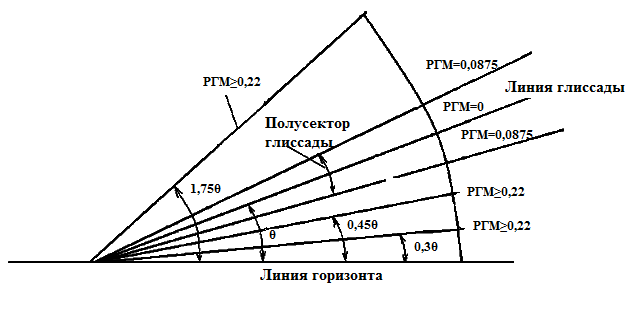 РГМ=0,0875
РГМ≥0,22
Линия глиссады
РГМ=0
Полусектор
глиссады
РГМ=0,0875
1,75θ
РГМ≥0,22
θ
0,45θ
РГМ≥0,22
0,3θ
Линия горизонта